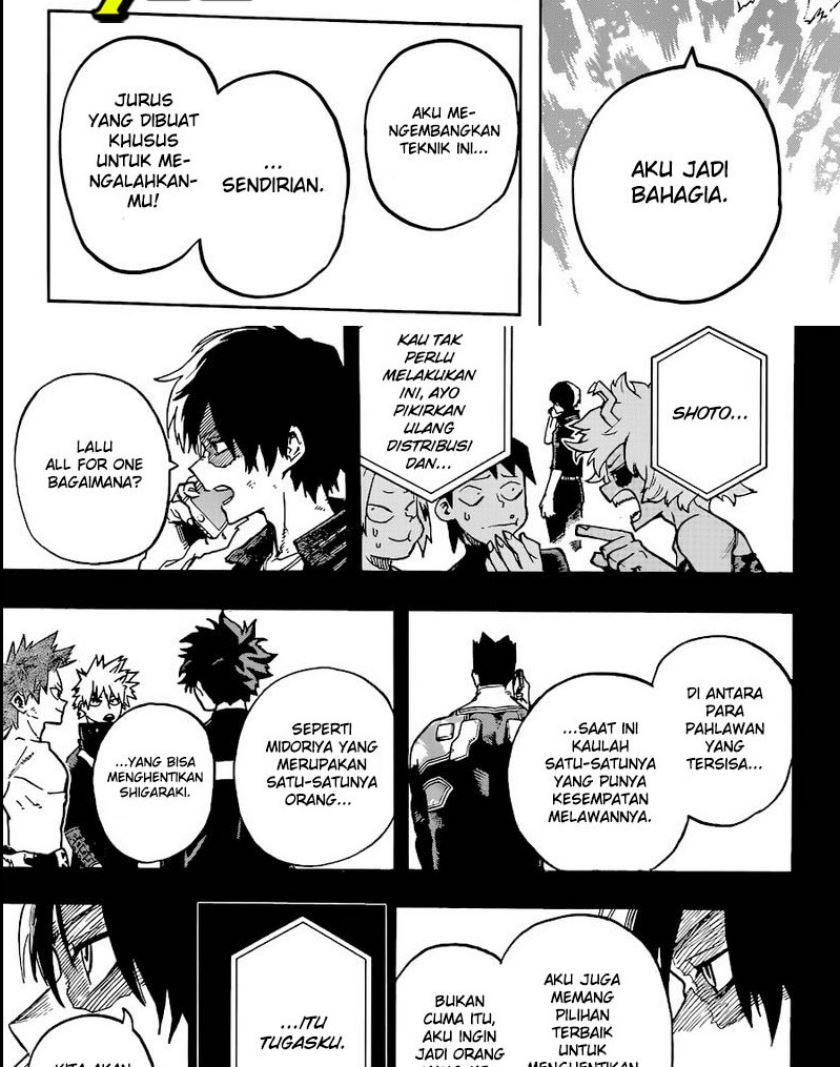 AKU JADI
BAHAGIA.
AKU ME-
NGEMBANGKAN
TEKNIK INI...
...
SENDIRIAN.
JURUS
YANG DIBUAT
KHUSUS
UNTUK ME-
NGALAHKAN-
MU!
SHOTO...
KAU TAK
PERLU
MELAKUKAN
INI, AYO
PIKIRKAN
ULANG
DISTRIBUSI
DAN...
LALU
ALL FOR ONE
BAGAIMANA?
DI ANTARA
PARA
PAHLAWAN
YANG
TERSISA...
...SAAT INI
KAULAH
SATU-SATUNYA
YANG PUNYA
KESEMPATAN
MELAWANNYA.
SEPERTI
MIDORIYA YANG
MERUPAKAN
SATU-SATUNYA
ORANG...
...YANG BISA
MENGHENTIKAN
SHIGARAKI.
AKU JUGA
MEMANG
PILIHAN
TERBAIK
UNTUK
MENGHENTIKAN
BUKAN
CUMA ITU,
AKU INGIN
JADI ORANG
...ITU
TUGASKU.
KITA AKAN